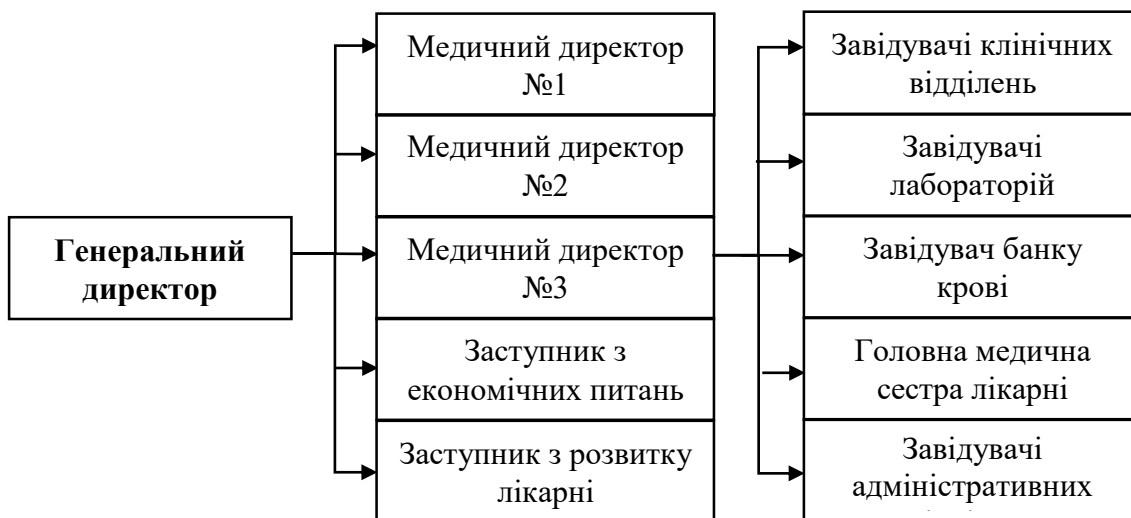 Генеральний
директор
Медичний директор
№1
Медичний директор
№2
Медичний директор
№3
Заступник з
економічних питань
Заступник з розвитку
лікарні
Завідувачі клінічних
відділень
Завідувачі
лабораторій
Завідувач банку
крові
Головна медична
сестра лікарні
Завідувачі
адміністративних